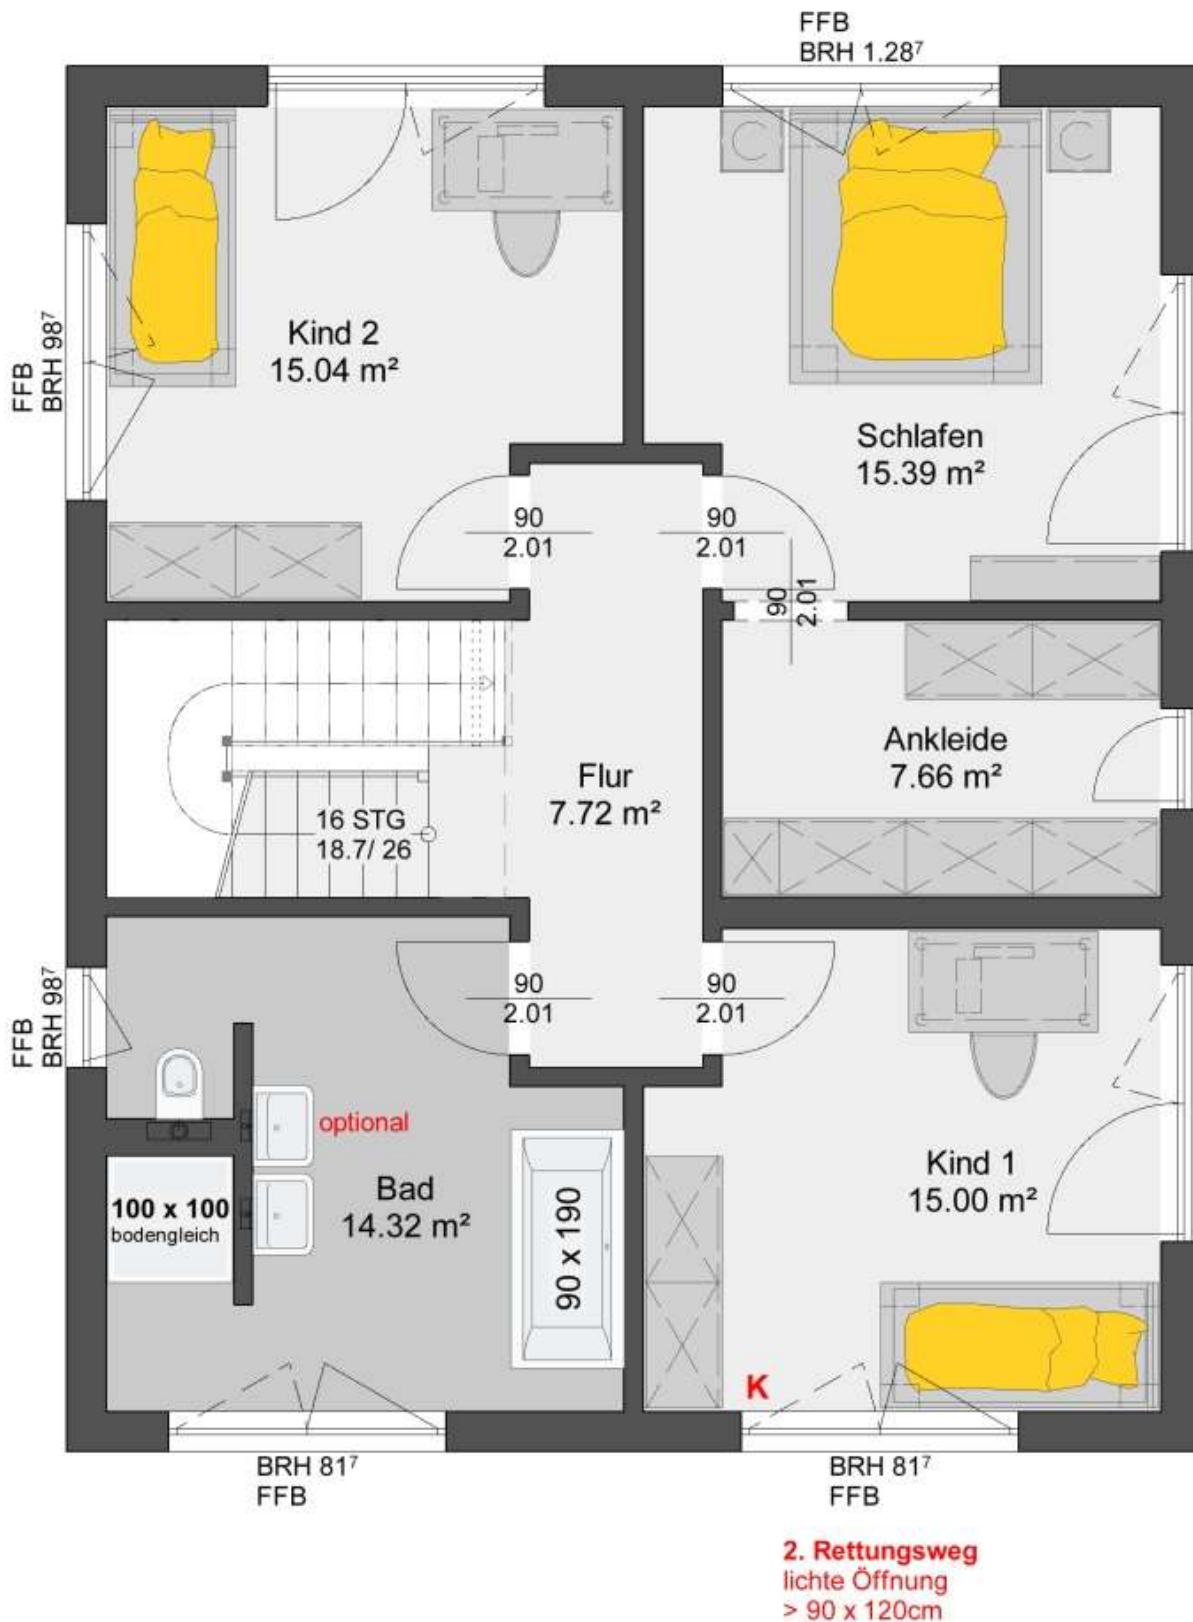 FFB
BRH 1.28⁷
FFB
BRH 98⁷
Kind 2
15.04 m²
Schlafen
15.39 m²
90
2.01
90
2.01
90
2.01
Ankleide
7.66 m²
Flur
7.72 m²
16 STG
18.7/ 26
FFB
BRH 98⁷
90
2.01
90
2.01
optional
Bad
14.32 m²
100 x 100
bodengleich
90 x 190
Kind 1
15.00 m²
K
BRH 81⁷
FFB
BRH 81⁷
FFB
2. Rettungsweg
lichte Öffnung
> 90 x 120cm